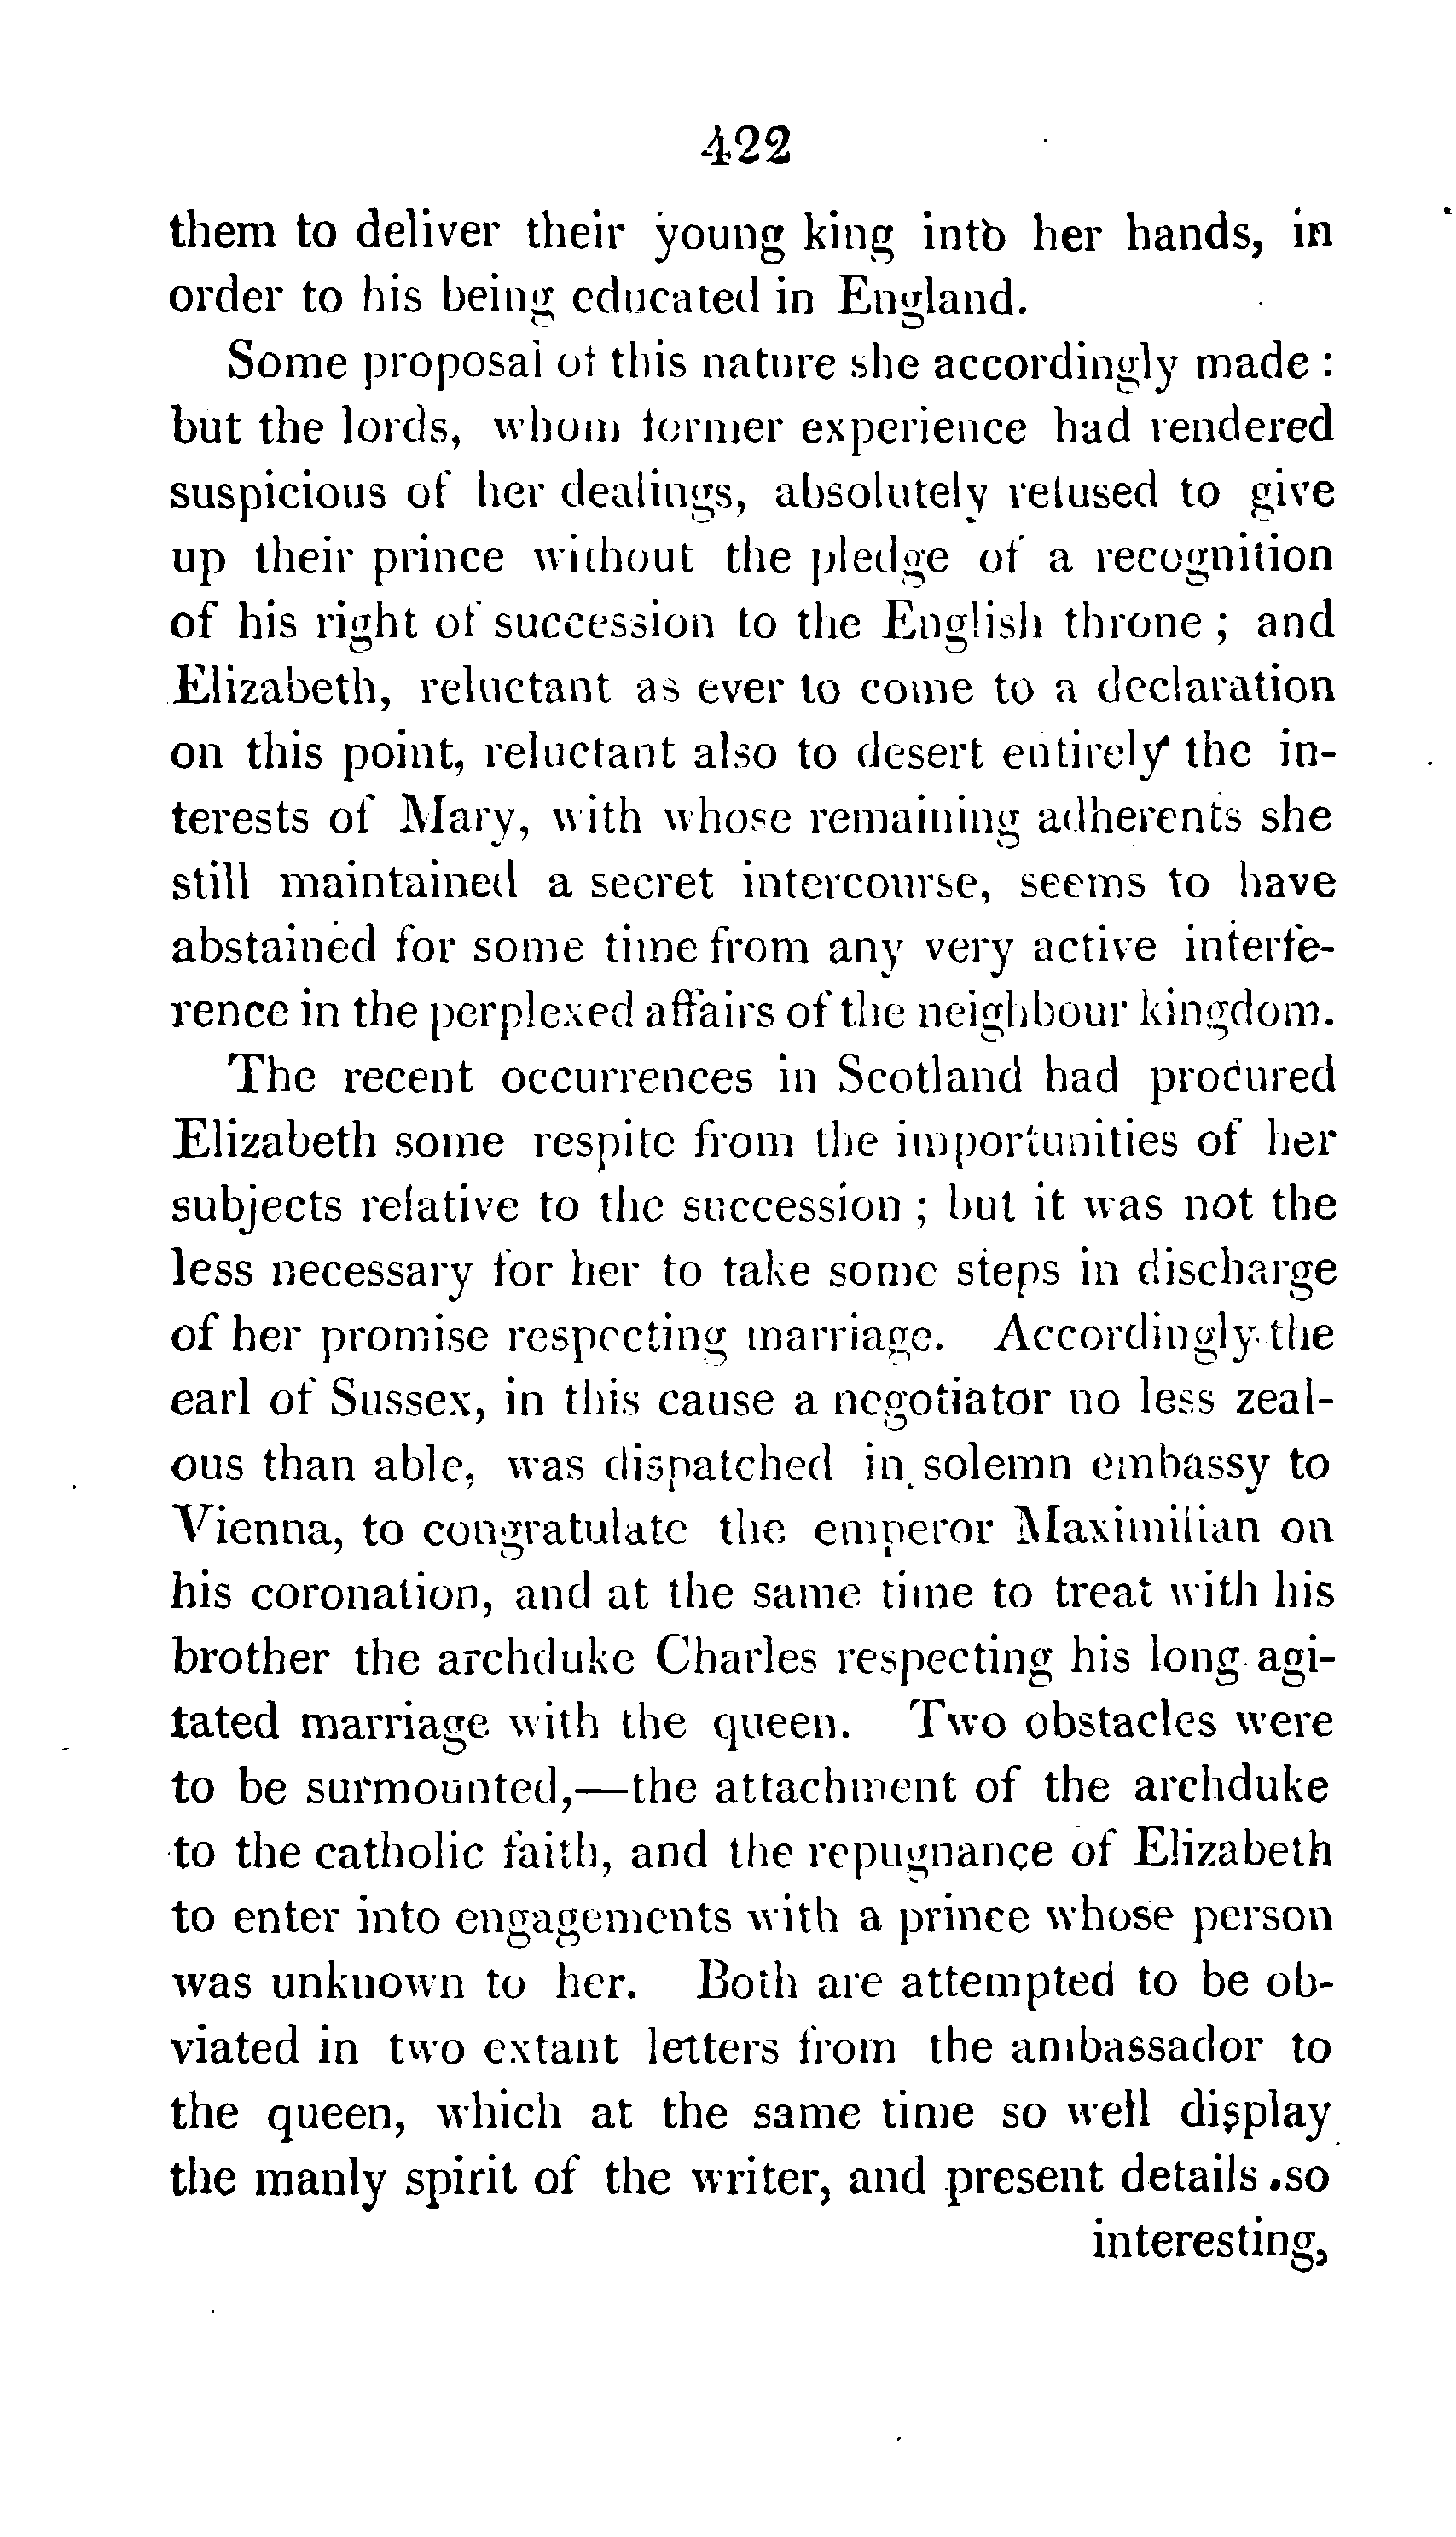 422
them to deliver their young king into her hands, in
order to his being educated in England.
Some proposal of this nature she accordingly made :
but the lords, whom former experience had rendered
suspicious of her dealings, absolutely refused to give
up their prince without the pledge of a recognition
of his right of succession to the English throne ; and
Elizabeth, reluctant as ever to come to a declaration
on this point, reluctant also to desert entirely the in-
terests of Mary, with whose remaining adherents she
still maintained a secret intercourse, seems to have
abstained for some time from any very active interfe-
rence in the perplexed affairs of the neighbour kingdom.
The recent occurrences in Scotland had procured
Elizabeth some respite from the importunities of her
subjects relative to the succession ; but it was not the
less necessary for her to take some steps in discharge
of her promise respecting marriage. Accordingly the
earl of Sussex, in this cause a negotiator no less zeal-
ous than able, was dispatched in solemn embassy to
Vienna, to congratulate the emperor Maximilian on
his coronation, and at the same time to treat with his
brother the archduke Charles respecting his long agi-
tated marriage with the queen. Two obstacles were
to be surmounted,—the attachment of the archduke
to the catholic faith, and the repugnance of Elizabeth
to enter into engagements with a prince whose person
was unknown to her. Both are attempted to be ob-
viated in two extant letters from the ambassador to
the queen, which at the same time so well display
the manly spirit of the writer, and present details so
interesting,